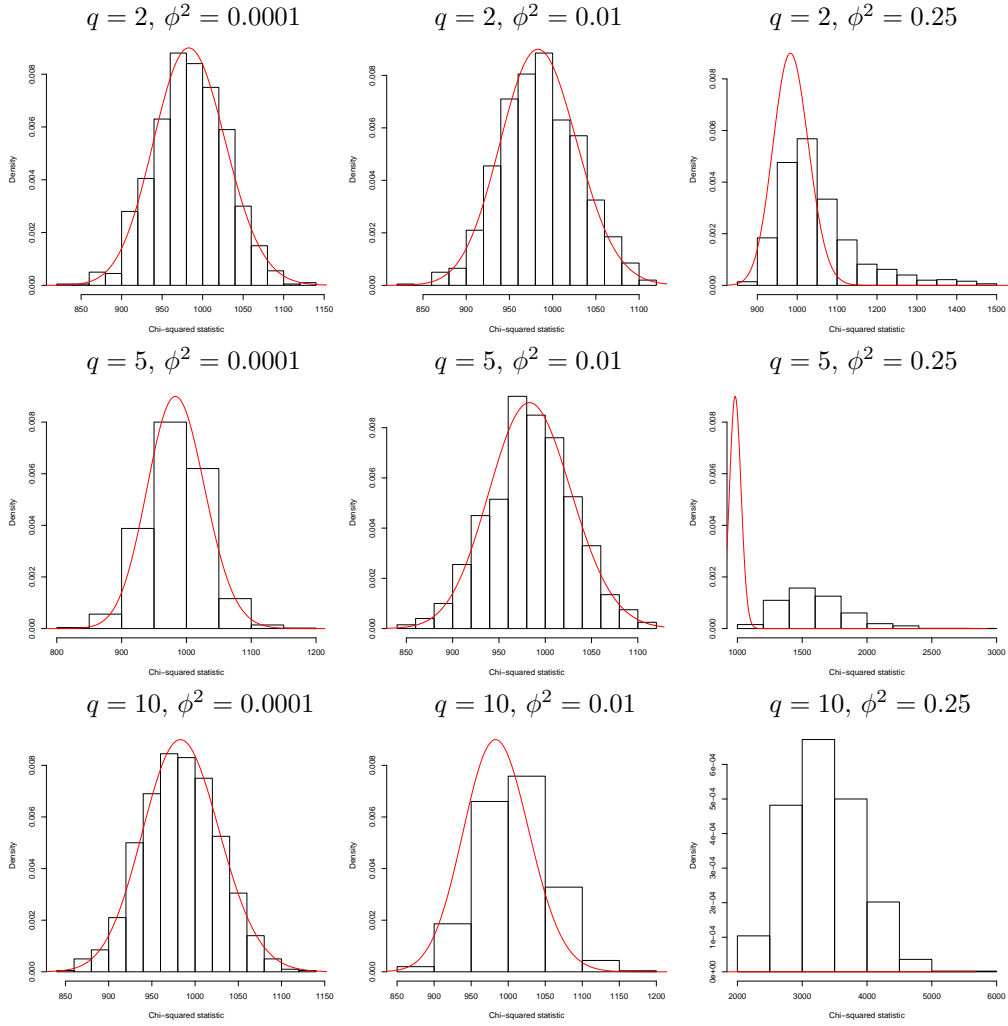 q = 2, ϕ² = 0.0001
Density
0.000 0.002 0.004 0.006 0.008
850 900 950 1000 1050 1100 1150
Chi−squared statistic
q = 2, ϕ² = 0.01
Density
0.000 0.002 0.004 0.006 0.008
850 900 950 1000 1050 1100
Chi−squared statistic
q = 2, ϕ² = 0.25
Density
0.000 0.002 0.004 0.006 0.008
900 1000 1100 1200 1300 1400 1500
Chi−squared statistic
q = 5, ϕ² = 0.0001
Density
0.000 0.002 0.004 0.006 0.008
800 900 1000 1100 1200
Chi−squared statistic
q = 5, ϕ² = 0.01
Density
0.000 0.002 0.004 0.006 0.008
850 900 950 1000 1050 1100
Chi−squared statistic
q = 5, ϕ² = 0.25
Density
0.000 0.002 0.004 0.006 0.008
1000 1500 2000 2500 3000
Chi−squared statistic
q = 10, ϕ² = 0.0001
Density
0.000 0.002 0.004 0.006 0.008
850 900 950 1000 1050 1100 1150
Chi−squared statistic
q = 10, ϕ² = 0.01
Density
0.000 0.002 0.004 0.006 0.008
850 900 950 1000 1050 1100 1150 1200
Chi−squared statistic
q = 10, ϕ² = 0.25
Density
0e+00 1e−04 2e−04 3e−04 4e−04 5e−04 6e−04
2000 3000 4000 5000 6000
Chi−squared statistic